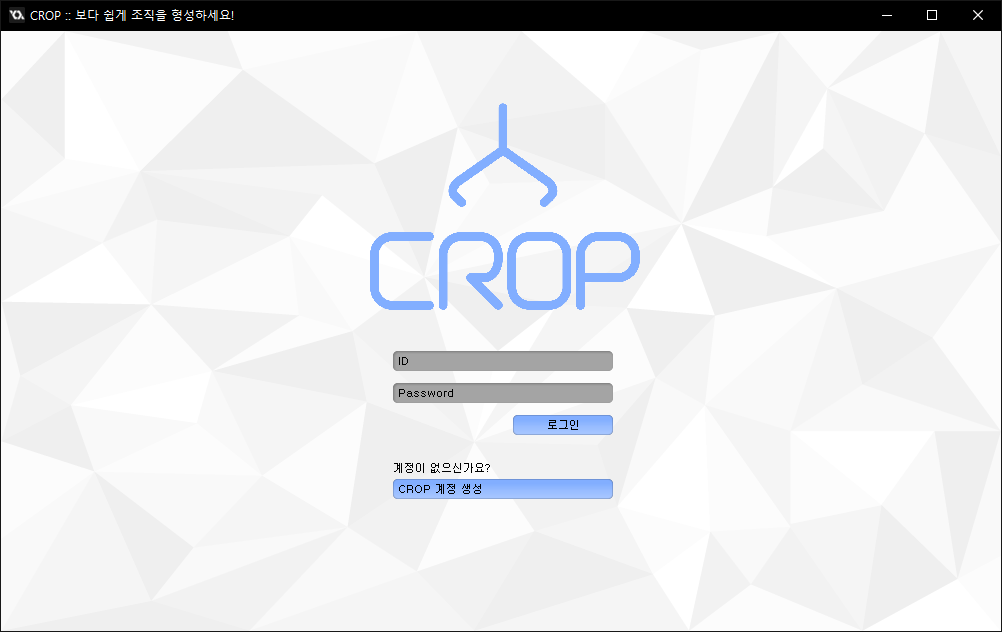 CROP :: 보다 쉽게 조직을 형성하세요!
CROP
ID
Password
로그인
계정이 없으신가요?
CROP 계정 생성